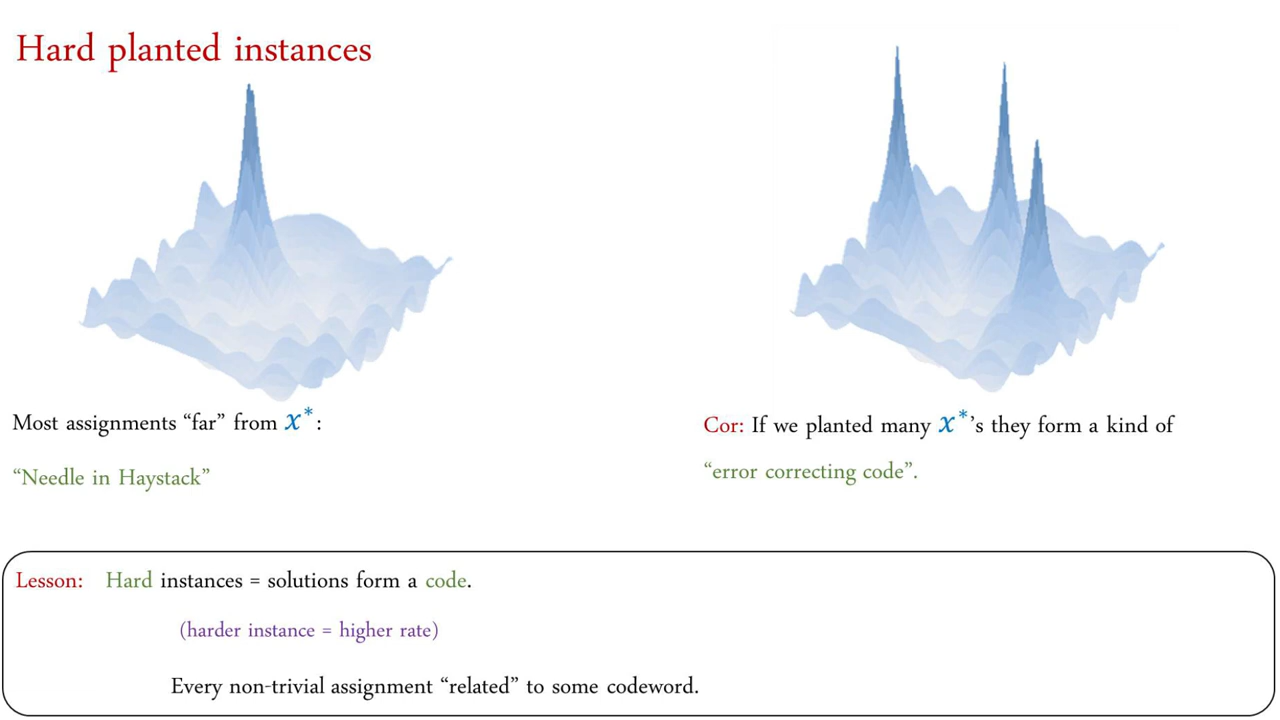 Hard planted instances
Most assignments “far” from x*:
“Needle in Haystack”
Cor: If we planted many x*’s they form a kind of
“error correcting code”.
Lesson: Hard instances = solutions form a code.
(harder instance = higher rate)
Every non-trivial assignment “related” to some codeword.